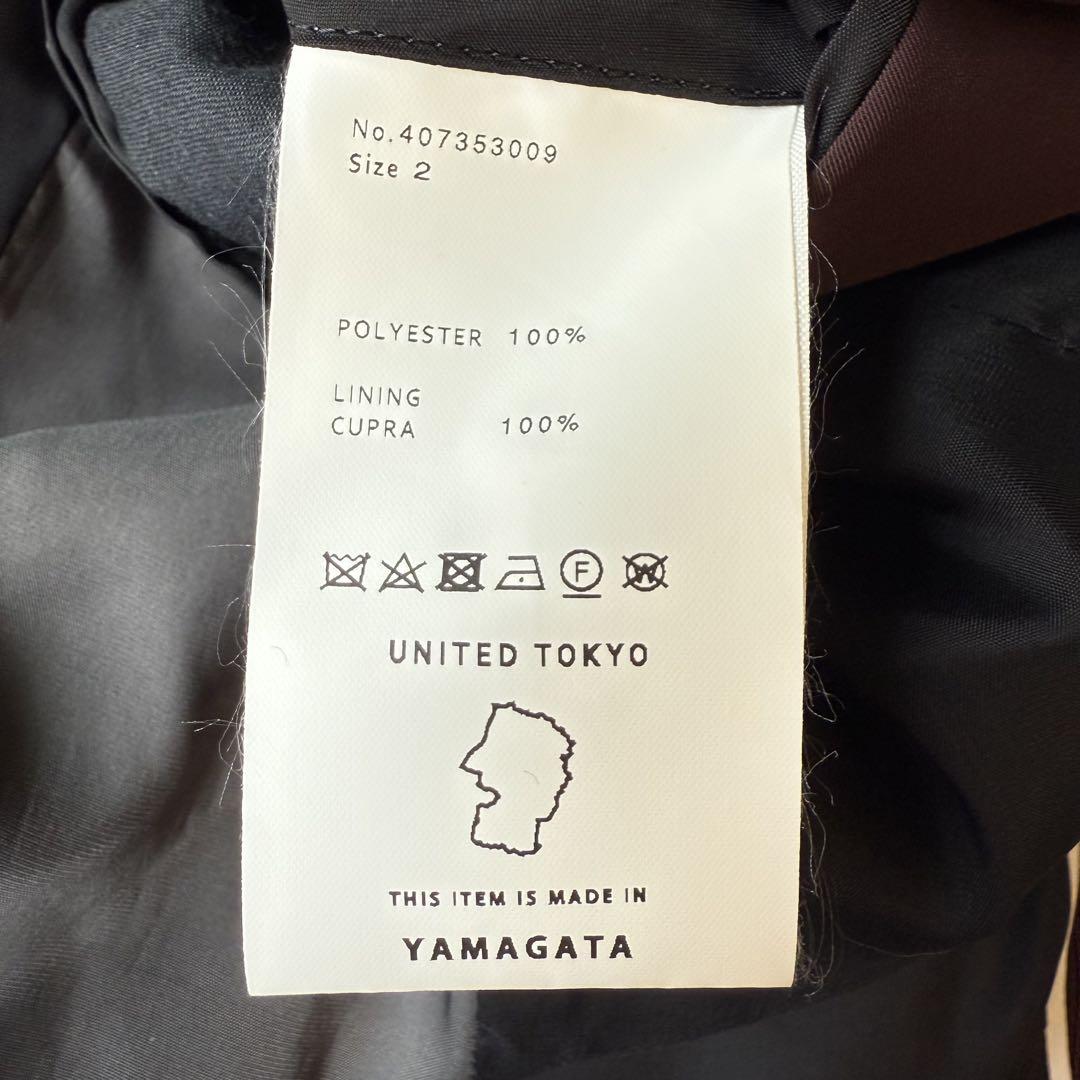 No.407353009
Size 2
POLYESTER 100%
LINING
CUPRA 100%
F W
UNITED TOKYO
THIS ITEM IS MADE IN
YAMAGATA